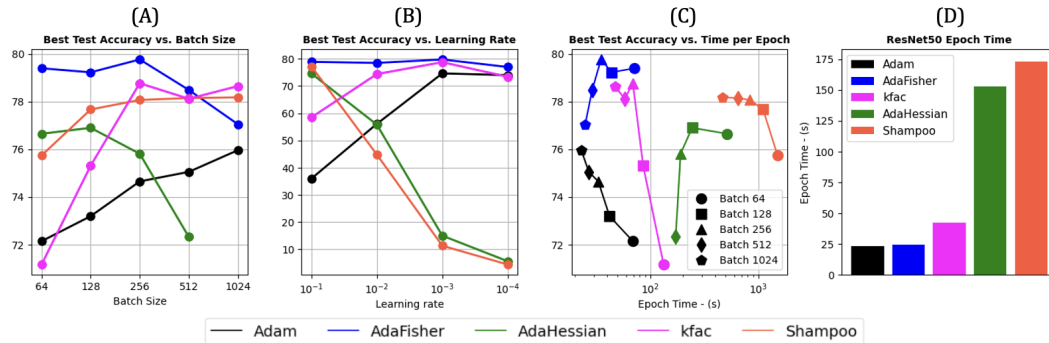 (A)
Best Test Accuracy vs. Batch Size
80
78
76
74
72
64 128 256 512 1024
Batch Size
(B)
Best Test Accuracy vs. Learning Rate
80
70
60
50
40
30
20
10
10⁻¹ 10⁻² 10⁻³ 10⁻⁴
Learning rate
(C)
Best Test Accuracy vs. Time per Epoch
80
78
76
74
72
Batch 64
Batch 128
Batch 256
Batch 512
Batch 1024
10² 10³
Epoch Time - (s)
(D)
ResNet50 Epoch Time
Epoch Time - (s)
175
150
125
100
75
50
25
0
Adam
AdaFisher
kfac
AdaHessian
Shampoo
Adam AdaFisher AdaHessian kfac Shampoo